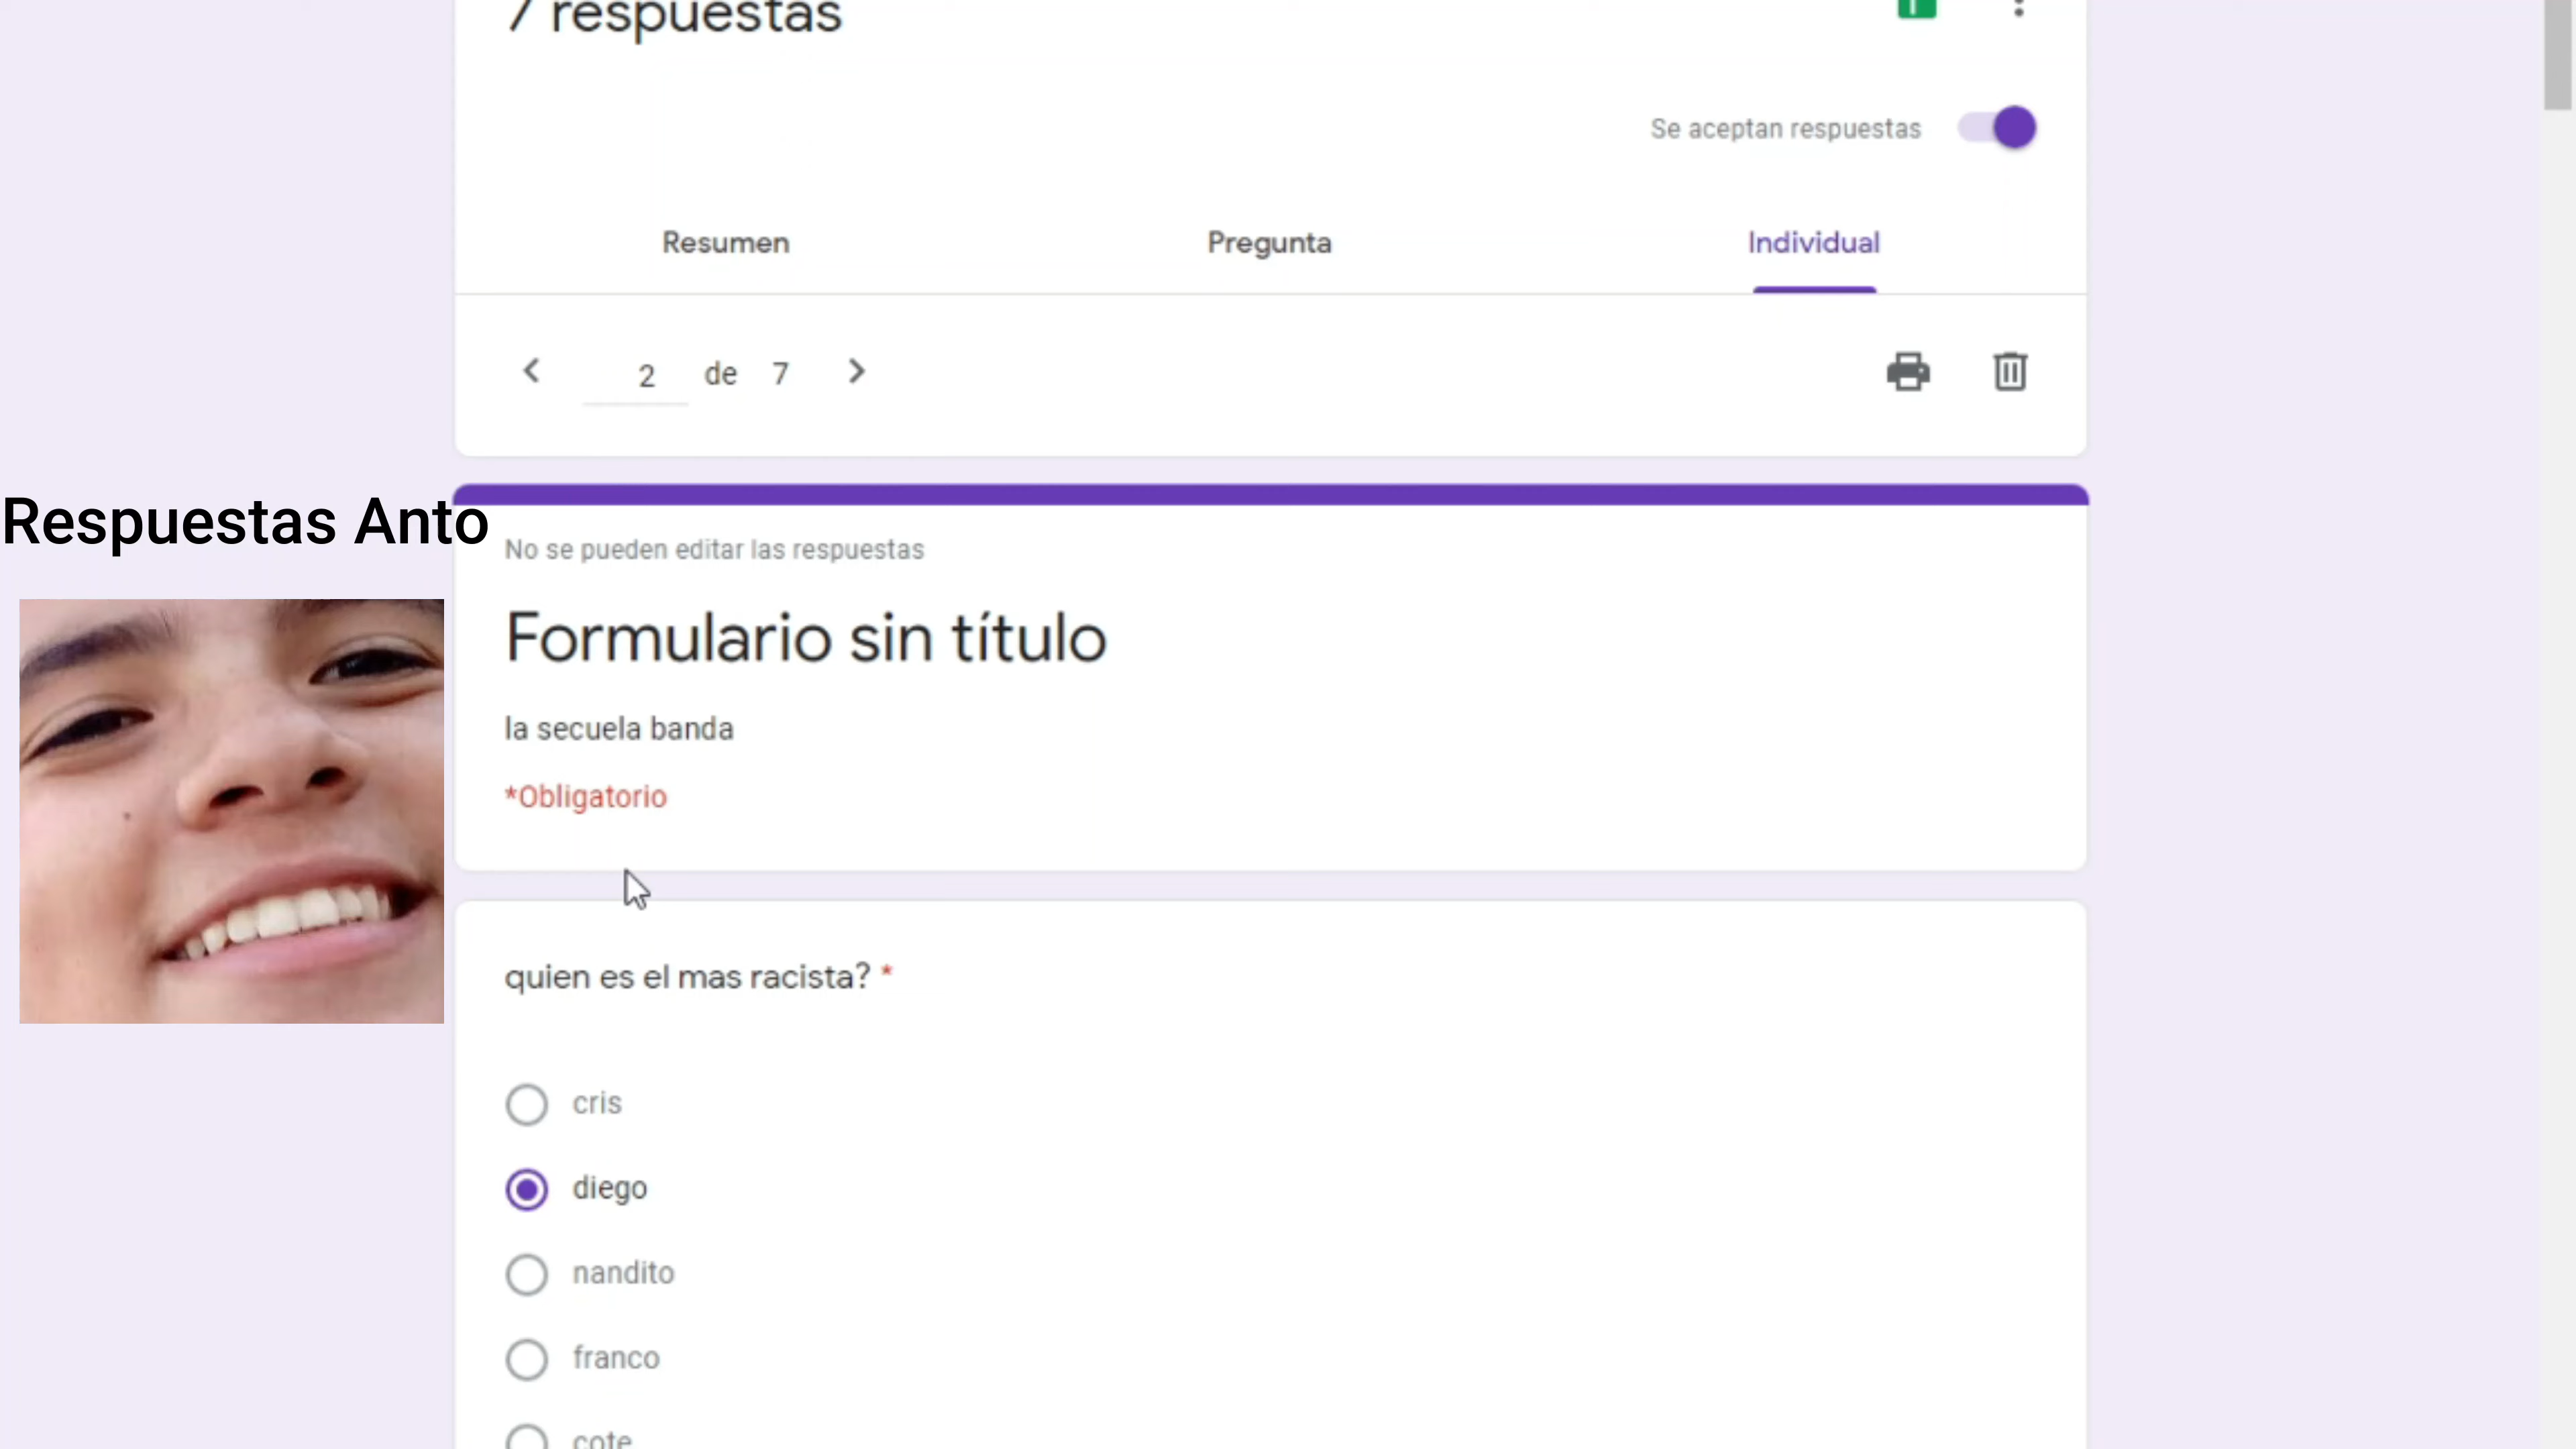 7 respuestas
Se aceptan respuestas
Resumen Pregunta Individual
2 de 7
Respuestas Anto
No se pueden editar las respuestas
Formulario sin título
la secuela banda
*Obligatorio
quien es el mas racista? *
cris
diego
nandito
franco
cote